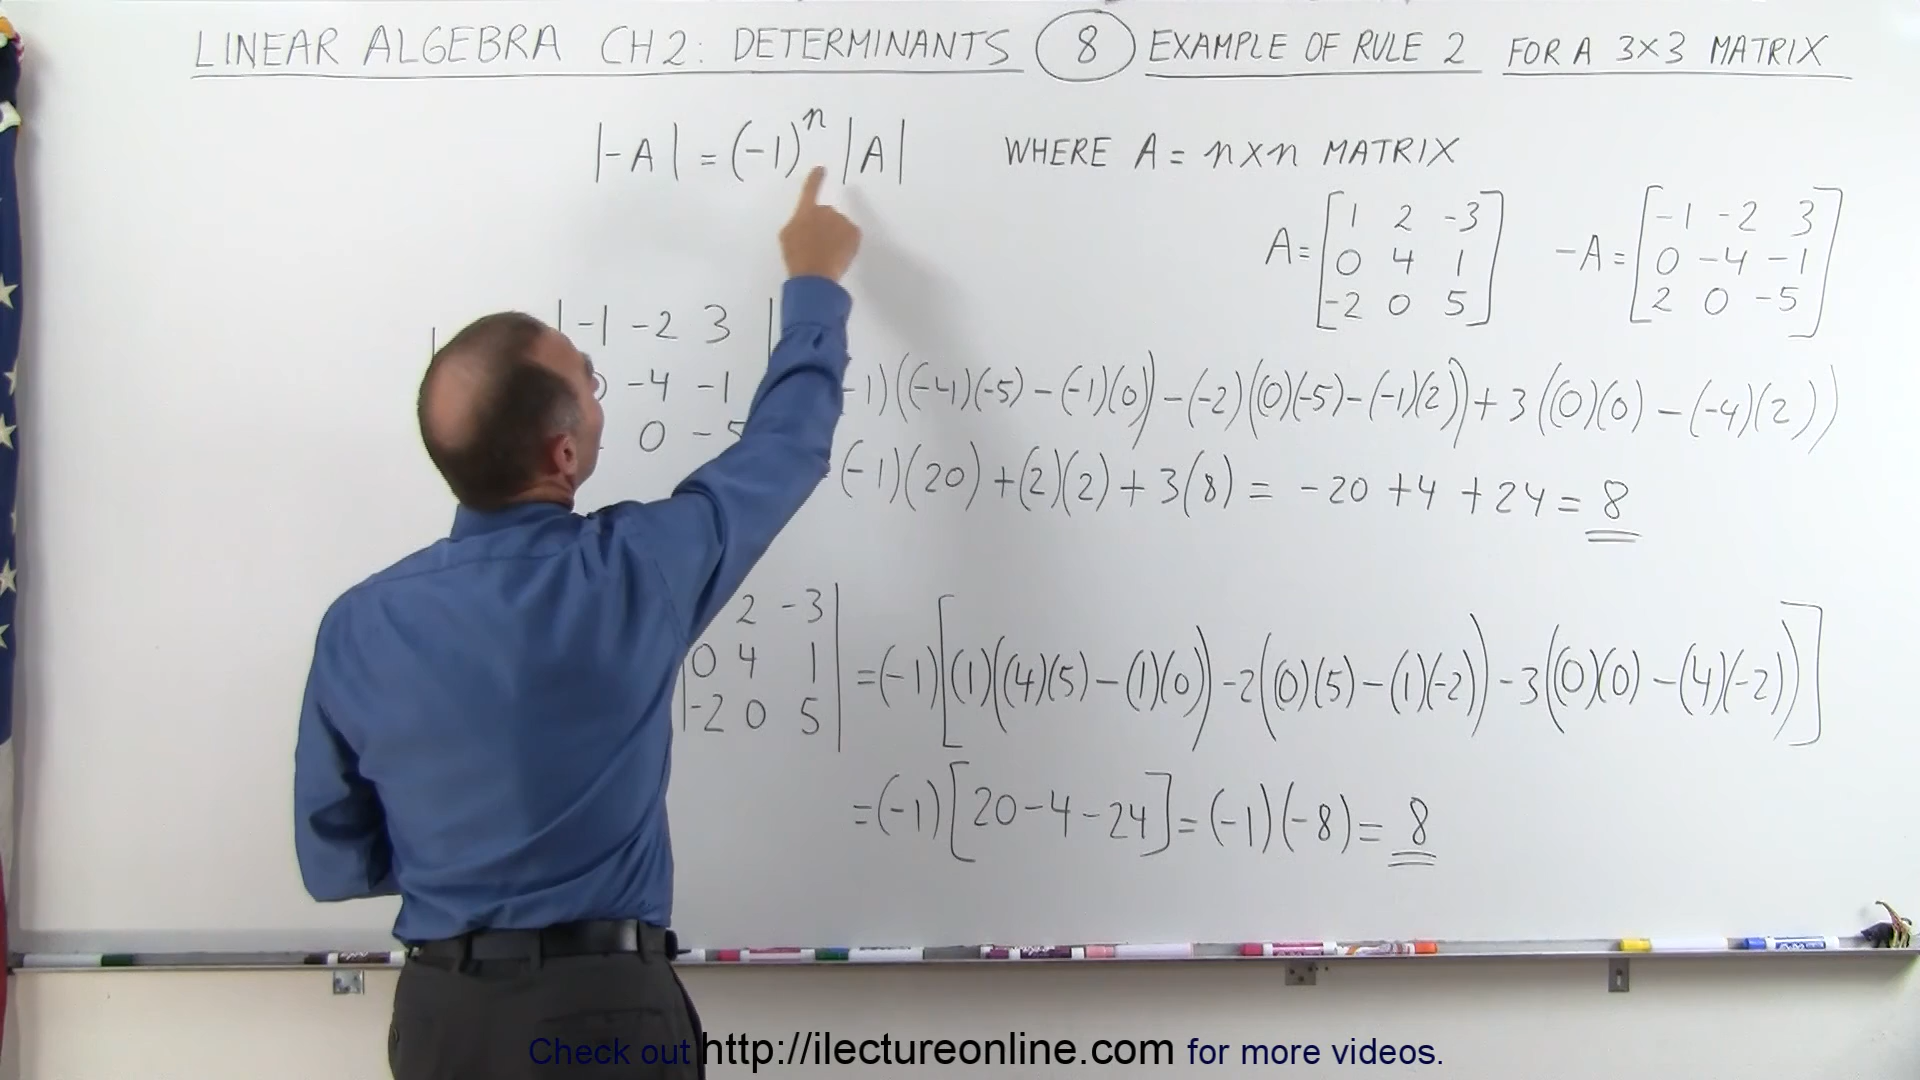 LINEAR ALGEBRA CH 2: DETERMINANTS 8 EXAMPLE OF RULE 2 FOR A 3×3 MATRIX
|-A| = (-1)^n |A| WHERE A = n×n MATRIX
A = [1 2 -3
0 4 1
-2 0 5]
-A = [-1 -2 3
0 -4 -1
2 0 -5]
|-1 -2 3|
-4 -1
0 -5
-1)((-4)(-5) - (-1)(0)) - (-2)((0)(-5) - (-1)(2)) + 3((0)(0) - (-4)(2))
(-1)(20) + (2)(2) + 3(8) = -20 + 4 + 24 = 8
2 -3|
|0 4 1|
|-2 0 5|
= (-1)[(1)((4)(5) - (1)(0)) - 2((0)(5) - (1)(-2)) - 3((0)(0) - (4)(-2))]
= (-1)[20 - 4 - 24] = (-1)(-8) = 8
Check out http://ilectureonline.com for more videos.